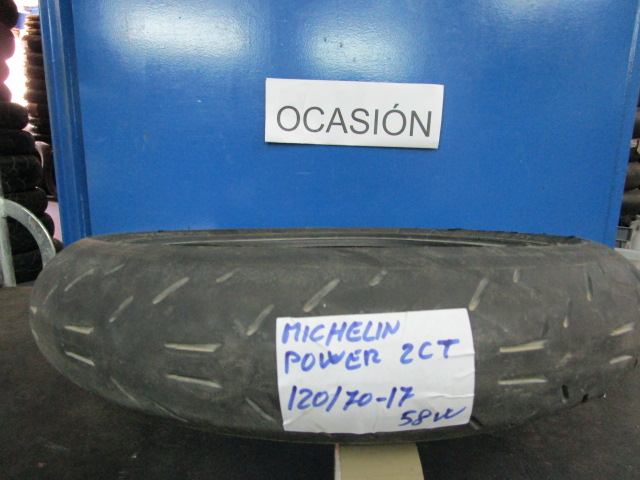 OCASIÓN
MICHELIN
POWER 2CT
120/70-17
58W